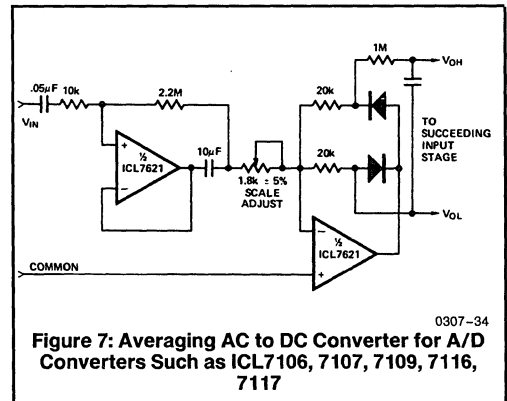 1M
VOH
.05µF
10k
2.2M
20k
VIN
TO
SUCCEEDING
INPUT
STAGE
+
½
ICL7621
−
10µF
20k
1.8k ± 5%
SCALE
ADJUST
VOL
−
½
ICL7621
+
COMMON
0307–34
Figure 7: Averaging AC to DC Converter for A/D
Converters Such as ICL7106, 7107, 7109, 7116,
7117